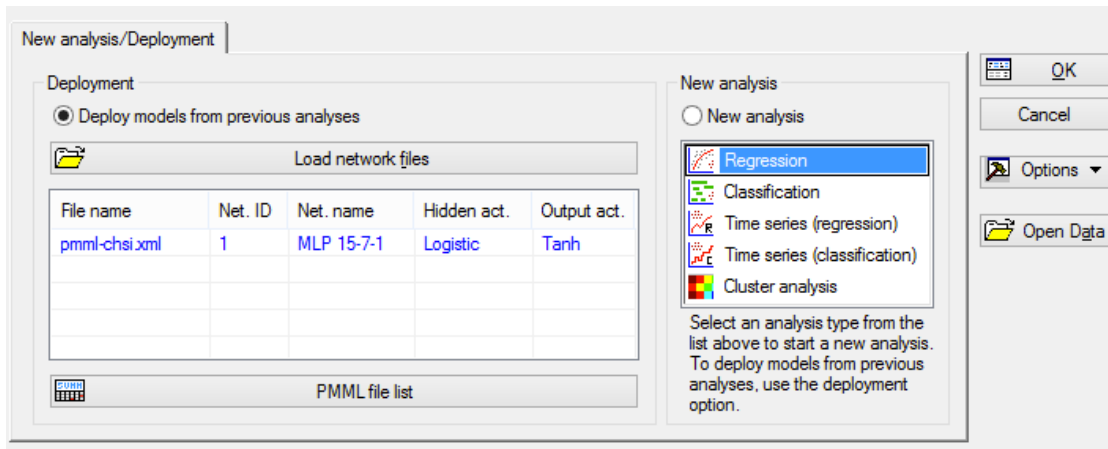 New analysis/Deployment
Deployment
Deploy models from previous analyses
Load network files
File name Net. ID Net. name Hidden act. Output act.
pmml-chsi.xml 1 MLP 15-7-1 Logistic Tanh
SUMM
PMML file list
New analysis
New analysis
Regression
Classification
R Time series (regression)
C Time series (classification)
Cluster analysis
Select an analysis type from the
list above to start a new analysis.
To deploy models from previous
analyses, use the deployment
option.
OK
Cancel
Options
Open Data